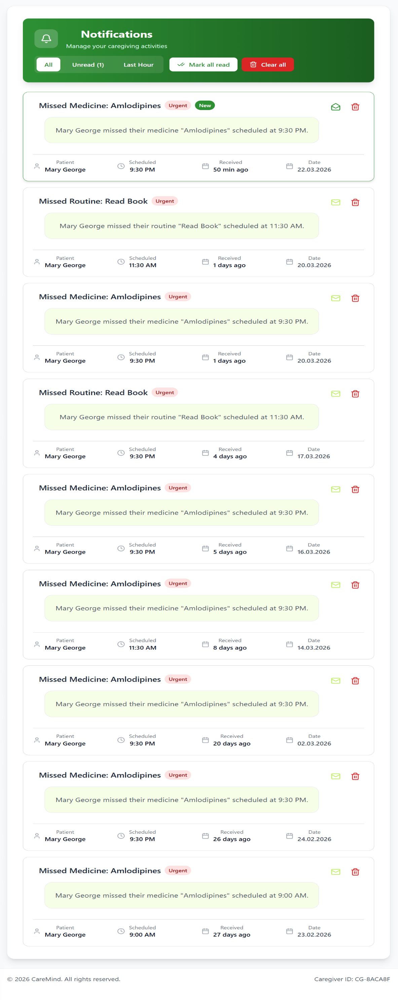 Notifications
Manage your caregiving activities
All Unread (1) Last Hour Mark all read Clear all
Missed Medicine: Amlodipines Urgent New
Mary George missed their medicine "Amlodipines" scheduled at 9:30 PM.
Patient Scheduled Received Date
Mary George 9:30 PM 50 min ago 22.03.2026
Missed Routine: Read Book Urgent
Mary George missed their routine "Read Book" scheduled at 11:30 AM.
Patient Scheduled Received Date
Mary George 11:30 AM 1 days ago 20.03.2026
Missed Medicine: Amlodipines Urgent
Mary George missed their medicine "Amlodipines" scheduled at 9:30 PM.
Patient Scheduled Received Date
Mary George 9:30 PM 1 days ago 20.03.2026
Missed Routine: Read Book Urgent
Mary George missed their routine "Read Book" scheduled at 11:30 AM.
Patient Scheduled Received Date
Mary George 9:30 PM 4 days ago 17.03.2026
Missed Medicine: Amlodipines Urgent
Mary George missed their medicine "Amlodipines" scheduled at 9:30 PM.
Patient Scheduled Received Date
Mary George 9:30 PM 5 days ago 16.03.2026
Missed Medicine: Amlodipines Urgent
Mary George missed their medicine "Amlodipines" scheduled at 9:30 PM.
Patient Scheduled Received Date
Mary George 11:30 AM 8 days ago 14.03.2026
Missed Medicine: Amlodipines Urgent
Mary George missed their medicine "Amlodipines" scheduled at 9:30 PM.
Patient Scheduled Received Date
Mary George 9:30 PM 20 days ago 02.03.2026
Missed Medicine: Amlodipines Urgent
Mary George missed their medicine "Amlodipines" scheduled at 9:30 PM.
Patient Scheduled Received Date
Mary George 9:30 PM 26 days ago 24.02.2026
Missed Medicine: Amlodipines Urgent
Mary George missed their medicine "Amlodipines" scheduled at 9:00 AM.
Patient Scheduled Received Date
Mary George 9:00 AM 27 days ago 23.02.2026
© 2026 CareMind. All rights reserved. Caregiver ID: CG-8ACA8F